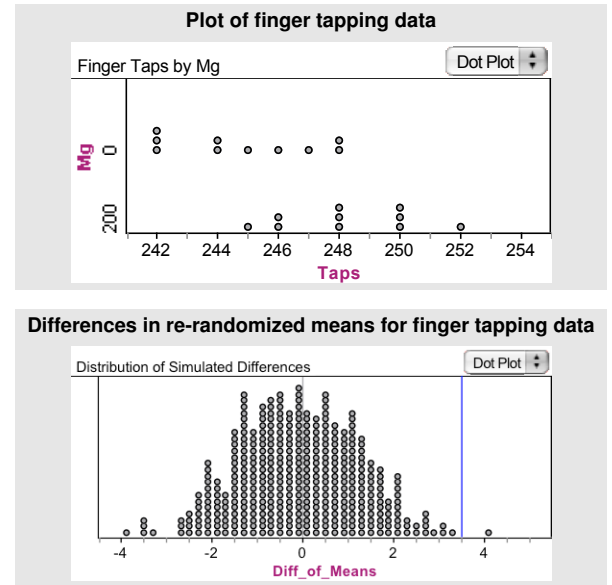 Plot of finger tapping data
Finger Taps by Mg
Dot Plot
Mg
0
200
242 244 246 248 250 252 254
Taps
Differences in re-randomized means for finger tapping data
Distribution of Simulated Differences
Dot Plot
-4 -2 0 2 4
Diff_of_Means